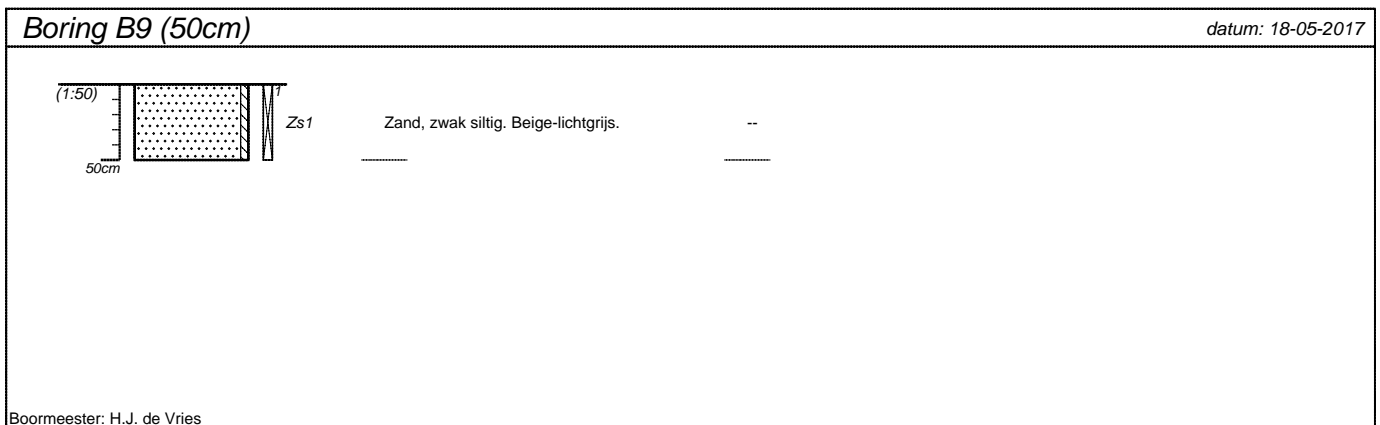 Boring B9 (50cm) datum: 18-05-2017
(1:50) 1
Zs1 Zand, zwak siltig. Beige-lichtgrijs. --
50cm
Boormeester: H.J. de Vries